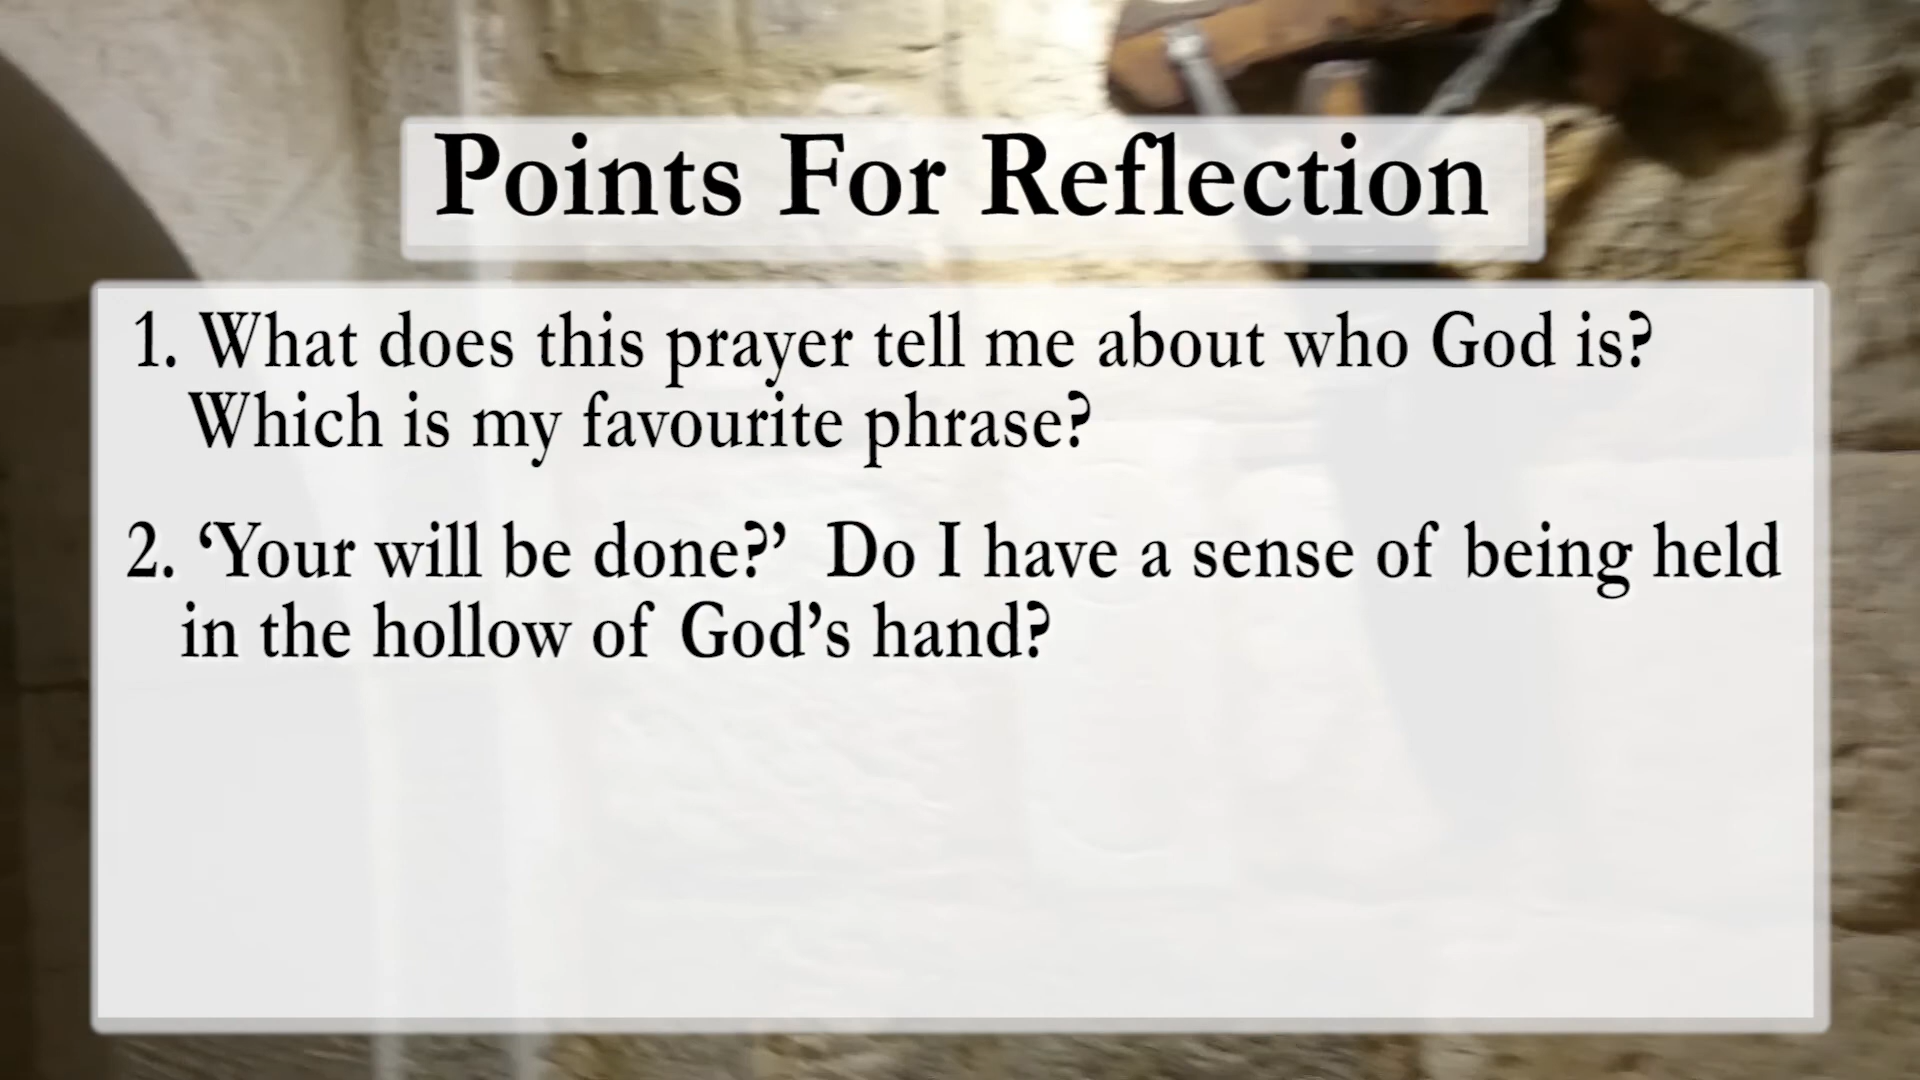 Points For Reflection
1. What does this prayer tell me about who God is?
Which is my favourite phrase?
2. ‘Your will be done?’ Do I have a sense of being held
in the hollow of God’s hand?